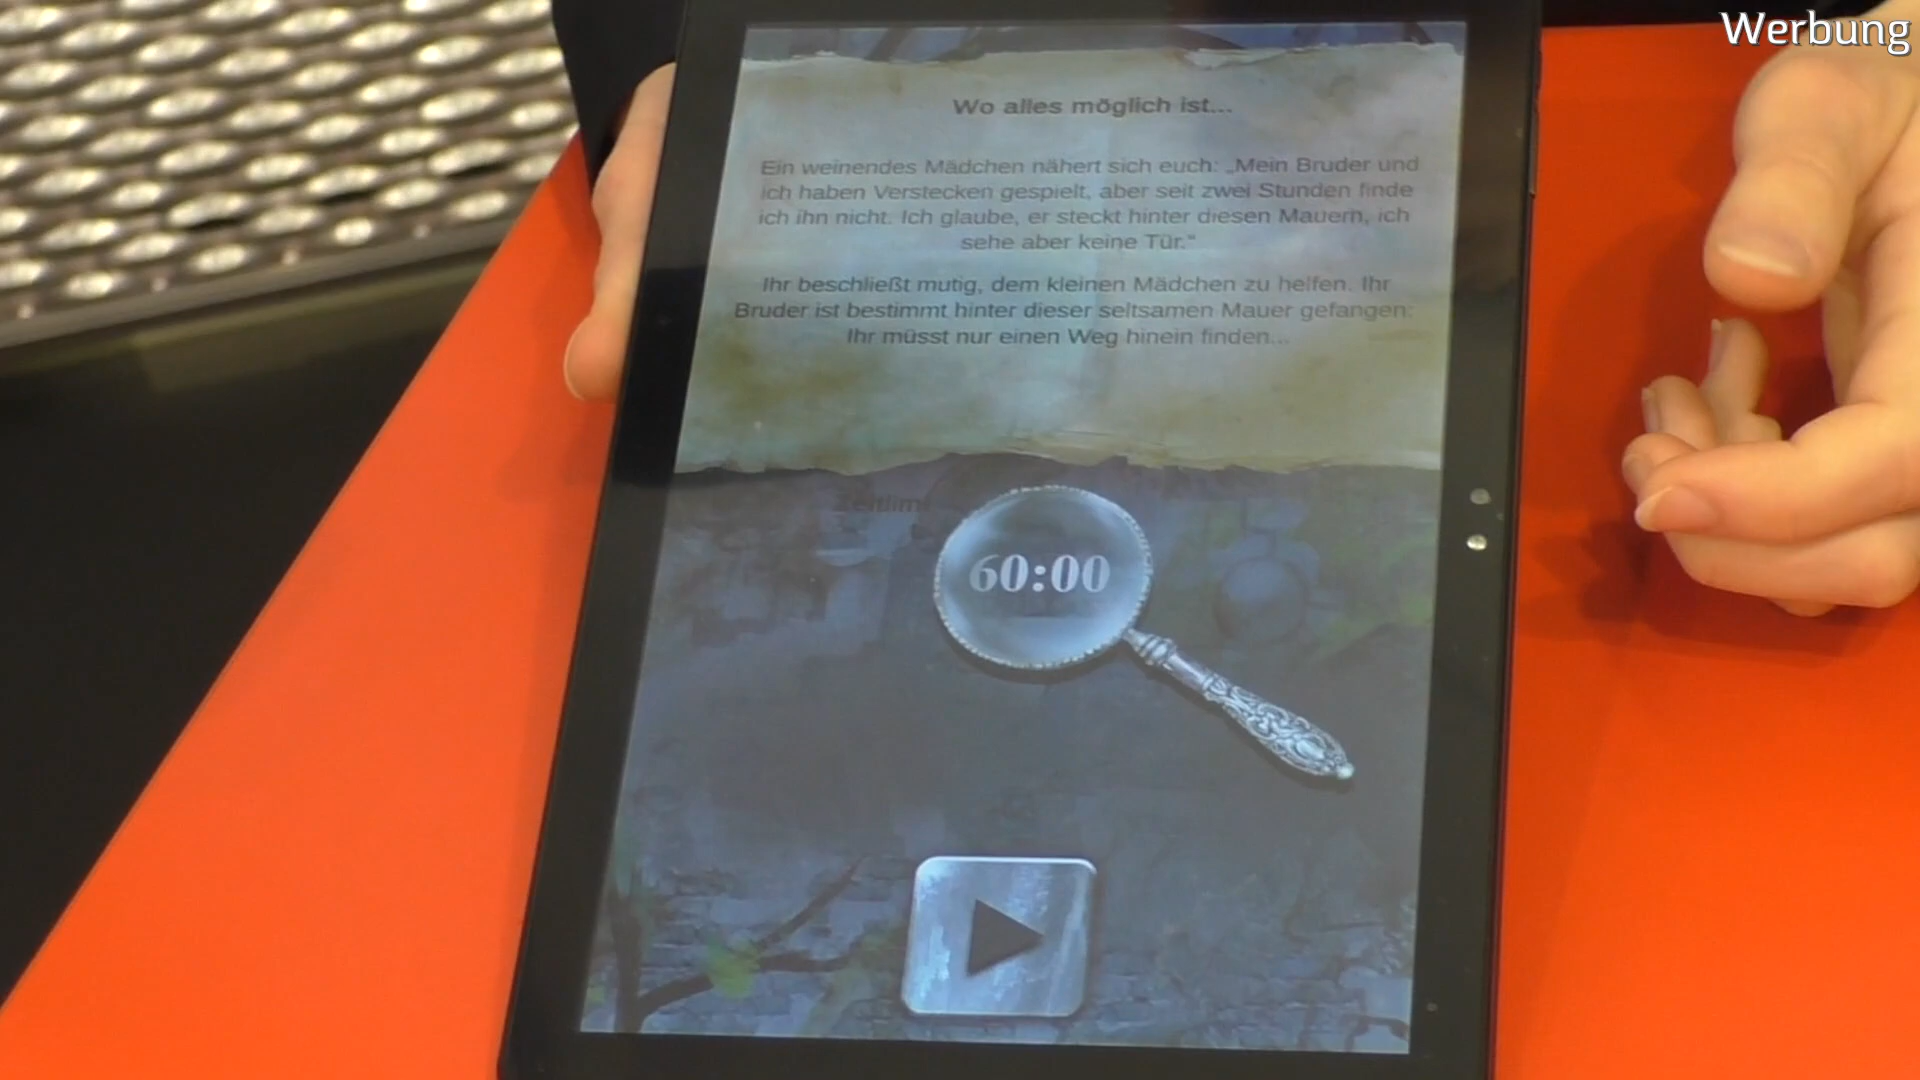 Werbung
Wo alles möglich ist...
Ein weinendes Mädchen nähert sich euch: „Mein Bruder und
ich haben Verstecken gespielt, aber seit zwei Stunden finde
ich ihn nicht. Ich glaube, er steckt hinter diesen Mauern, ich
sehe aber keine Tür.“
Ihr beschließt mutig, dem kleinen Mädchen zu helfen. Ihr
Bruder ist bestimmt hinter dieser seltsamen Mauer gefangen:
Ihr müsst nur einen Weg hinein finden...
60:00